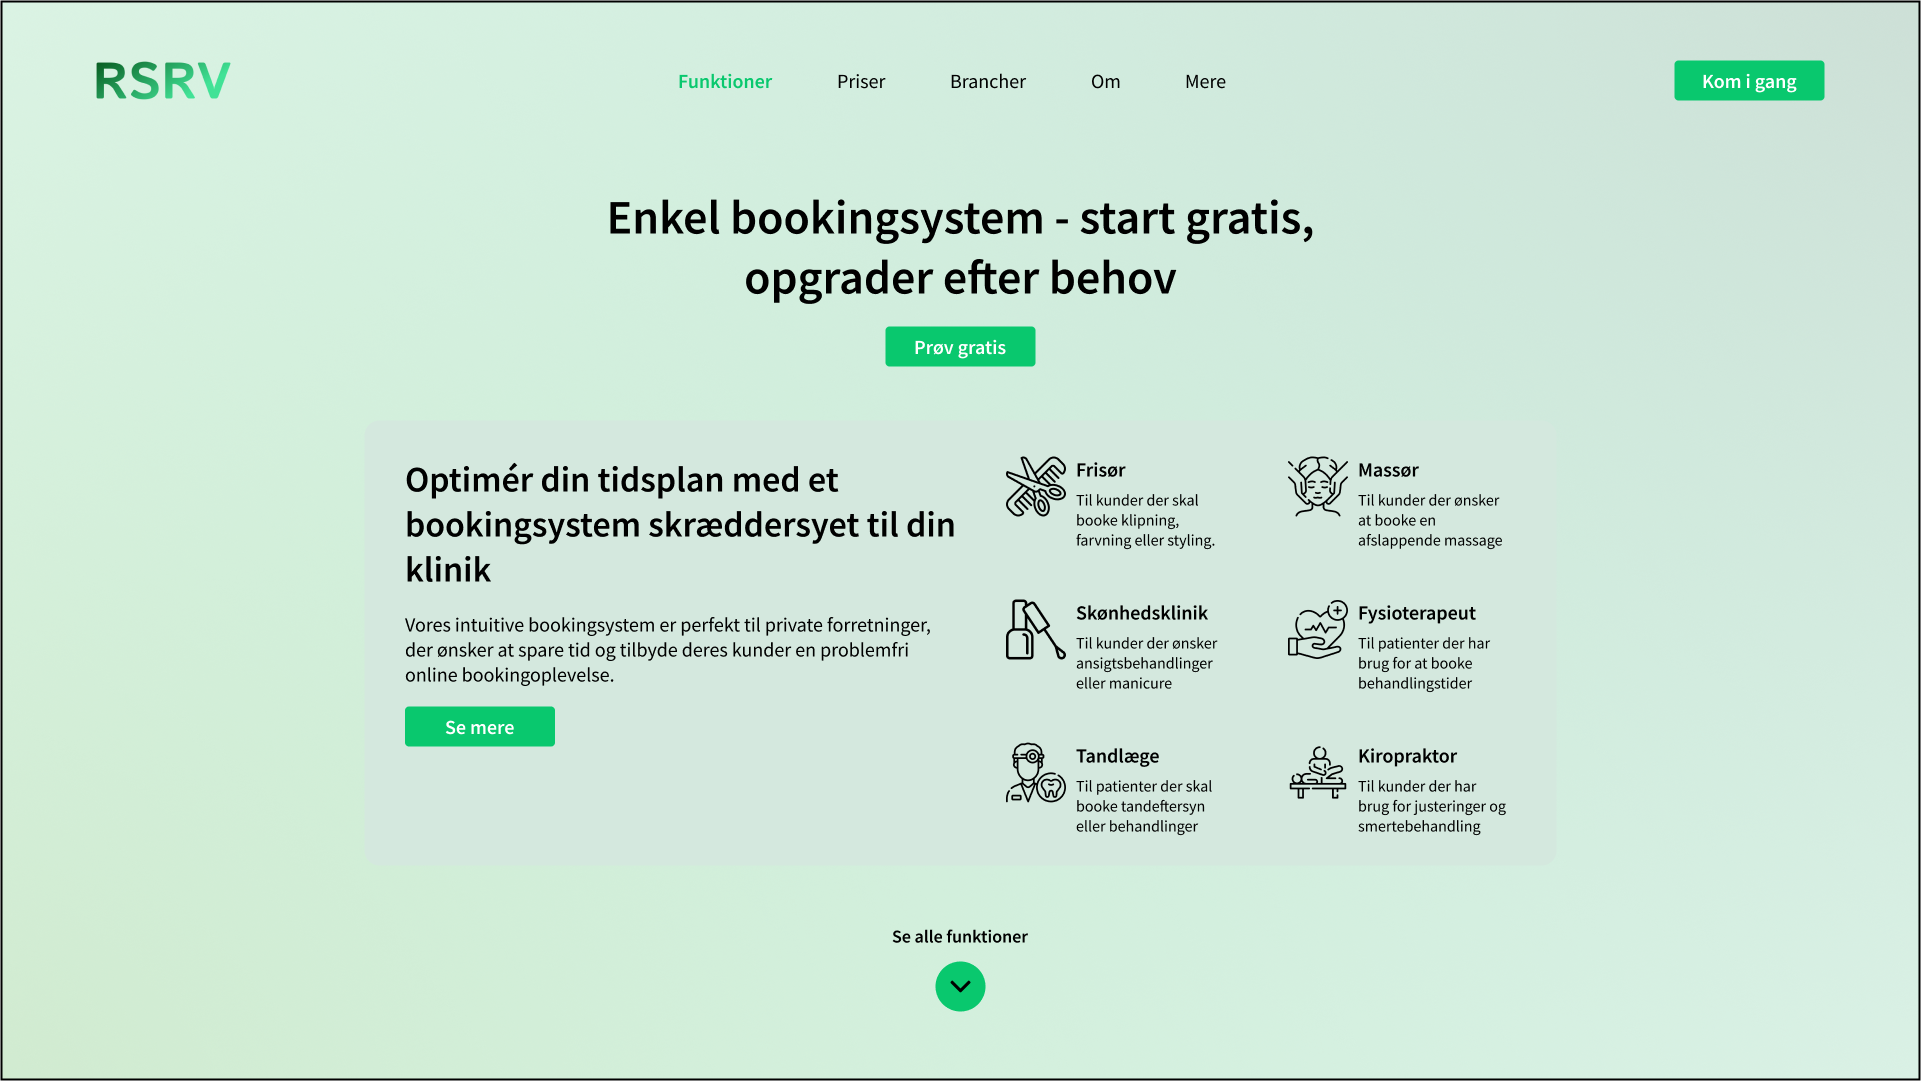 RSRV
Funktioner
Priser
Brancher
Om
Mere
Kom i gang
Enkel bookingsystem - start gratis,
opgrader efter behov
Prøv gratis
Optimér din tidsplan med et
bookingsystem skræddersyet til din
klinik
Vores intuitive bookingsystem er perfekt til private forretninger,
der ønsker at spare tid og tilbyde deres kunder en problemfri
online bookingoplevelse.
Se mere
Frisør
Til kunder der skal
booke klipning,
farvning eller styling.
Massør
Til kunder der ønsker
at booke en
afslappende massage
Skønhedsklinik
Til kunder der ønsker
ansigtsbehandlinger
eller manicure
Fysioterapeut
Til patienter der har
brug for at booke
behandlingstider
Tandlæge
Til patienter der skal
booke tandeftersyn
eller behandlinger
Kiropraktor
Til kunder der har
brug for justeringer og
smertebehandling
Se alle funktioner